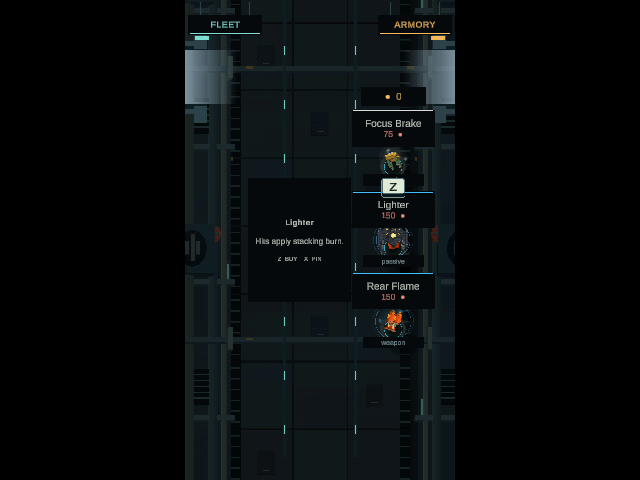 FLEET
ARMORY
0
Focus Brake
75
Z
Lighter
150
passive
Rear Flame
150
weapon
Lighter
Hits apply stacking burn.
Z BUY X PIN